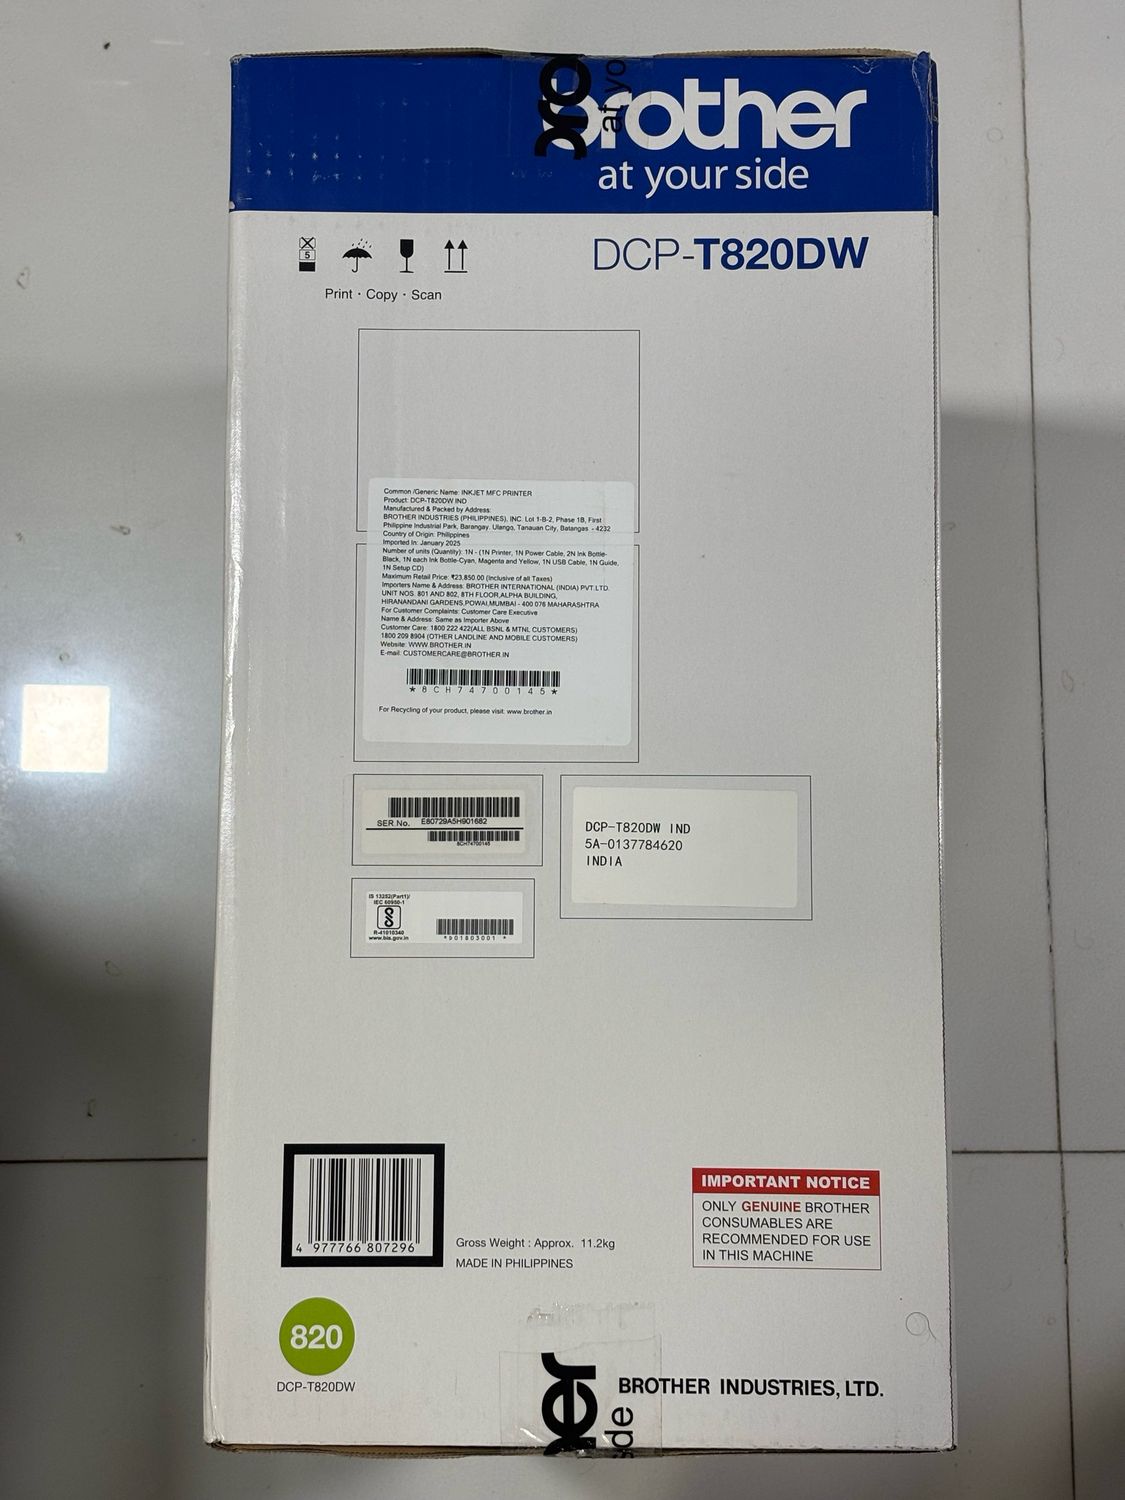 bro
at yo
brother
at your side
5
DCP-T820DW
Print · Copy · Scan
Common /Generic Name: INKJET MFC PRINTER
Product: DCP-T820DW IND
Manufactured & Packed by Address:
BROTHER INDUSTRIES (PHILIPPINES), INC. Lot 1-B-2, Phase 1B, First
Philippine Industrial Park, Barangay. Ulango, Tanauan City, Batangas - 4232
Country of Origin: Philippines
Imported In: January 2025
Number of units (Quantity): 1N - (1N Printer, 1N Power Cable, 2N Ink Bottle-
Black, 1N each Ink Bottle-Cyan, Magenta and Yellow, 1N USB Cable, 1N Guide,
1N Setup CD)
Maximum Retail Price: ₹23,850.00 (Inclusive of all Taxes)
Importers Name & Address: BROTHER INTERNATIONAL (INDIA) PVT.LTD.
UNIT NOS. 801 AND 802, 8TH FLOOR,ALPHA BUILDING,
HIRANANDANI GARDENS,POWAI,MUMBAI - 400 076 MAHARASHTRA
For Customer Complaints: Customer Care Executive
Name & Address: Same as Importer Above
Customer Care: 1800 222 422(ALL BSNL & MTNL CUSTOMERS)
1800 209 8904 (OTHER LANDLINE AND MOBILE CUSTOMERS)
Website: WWW.BROTHER.IN
E-mail: CUSTOMERCARE@BROTHER.IN
*8CH74700145*
For Recycling of your product, please visit: www.brother.in
SER.No. E80729A5H901682
8CH74700145
DCP-T820DW IND
5A-0137784620
INDIA
IS 13252(Part1)/
IEC 60950-1
R-41010340
www.bis.gov.in
*901803001 *
4 977766 807296
Gross Weight : Approx. 11.2kg
MADE IN PHILIPPINES
IMPORTANT NOTICE
ONLY GENUINE BROTHER
CONSUMABLES ARE
RECOMMENDED FOR USE
IN THIS MACHINE
820
DCP-T820DW
her
side
BROTHER INDUSTRIES, LTD.